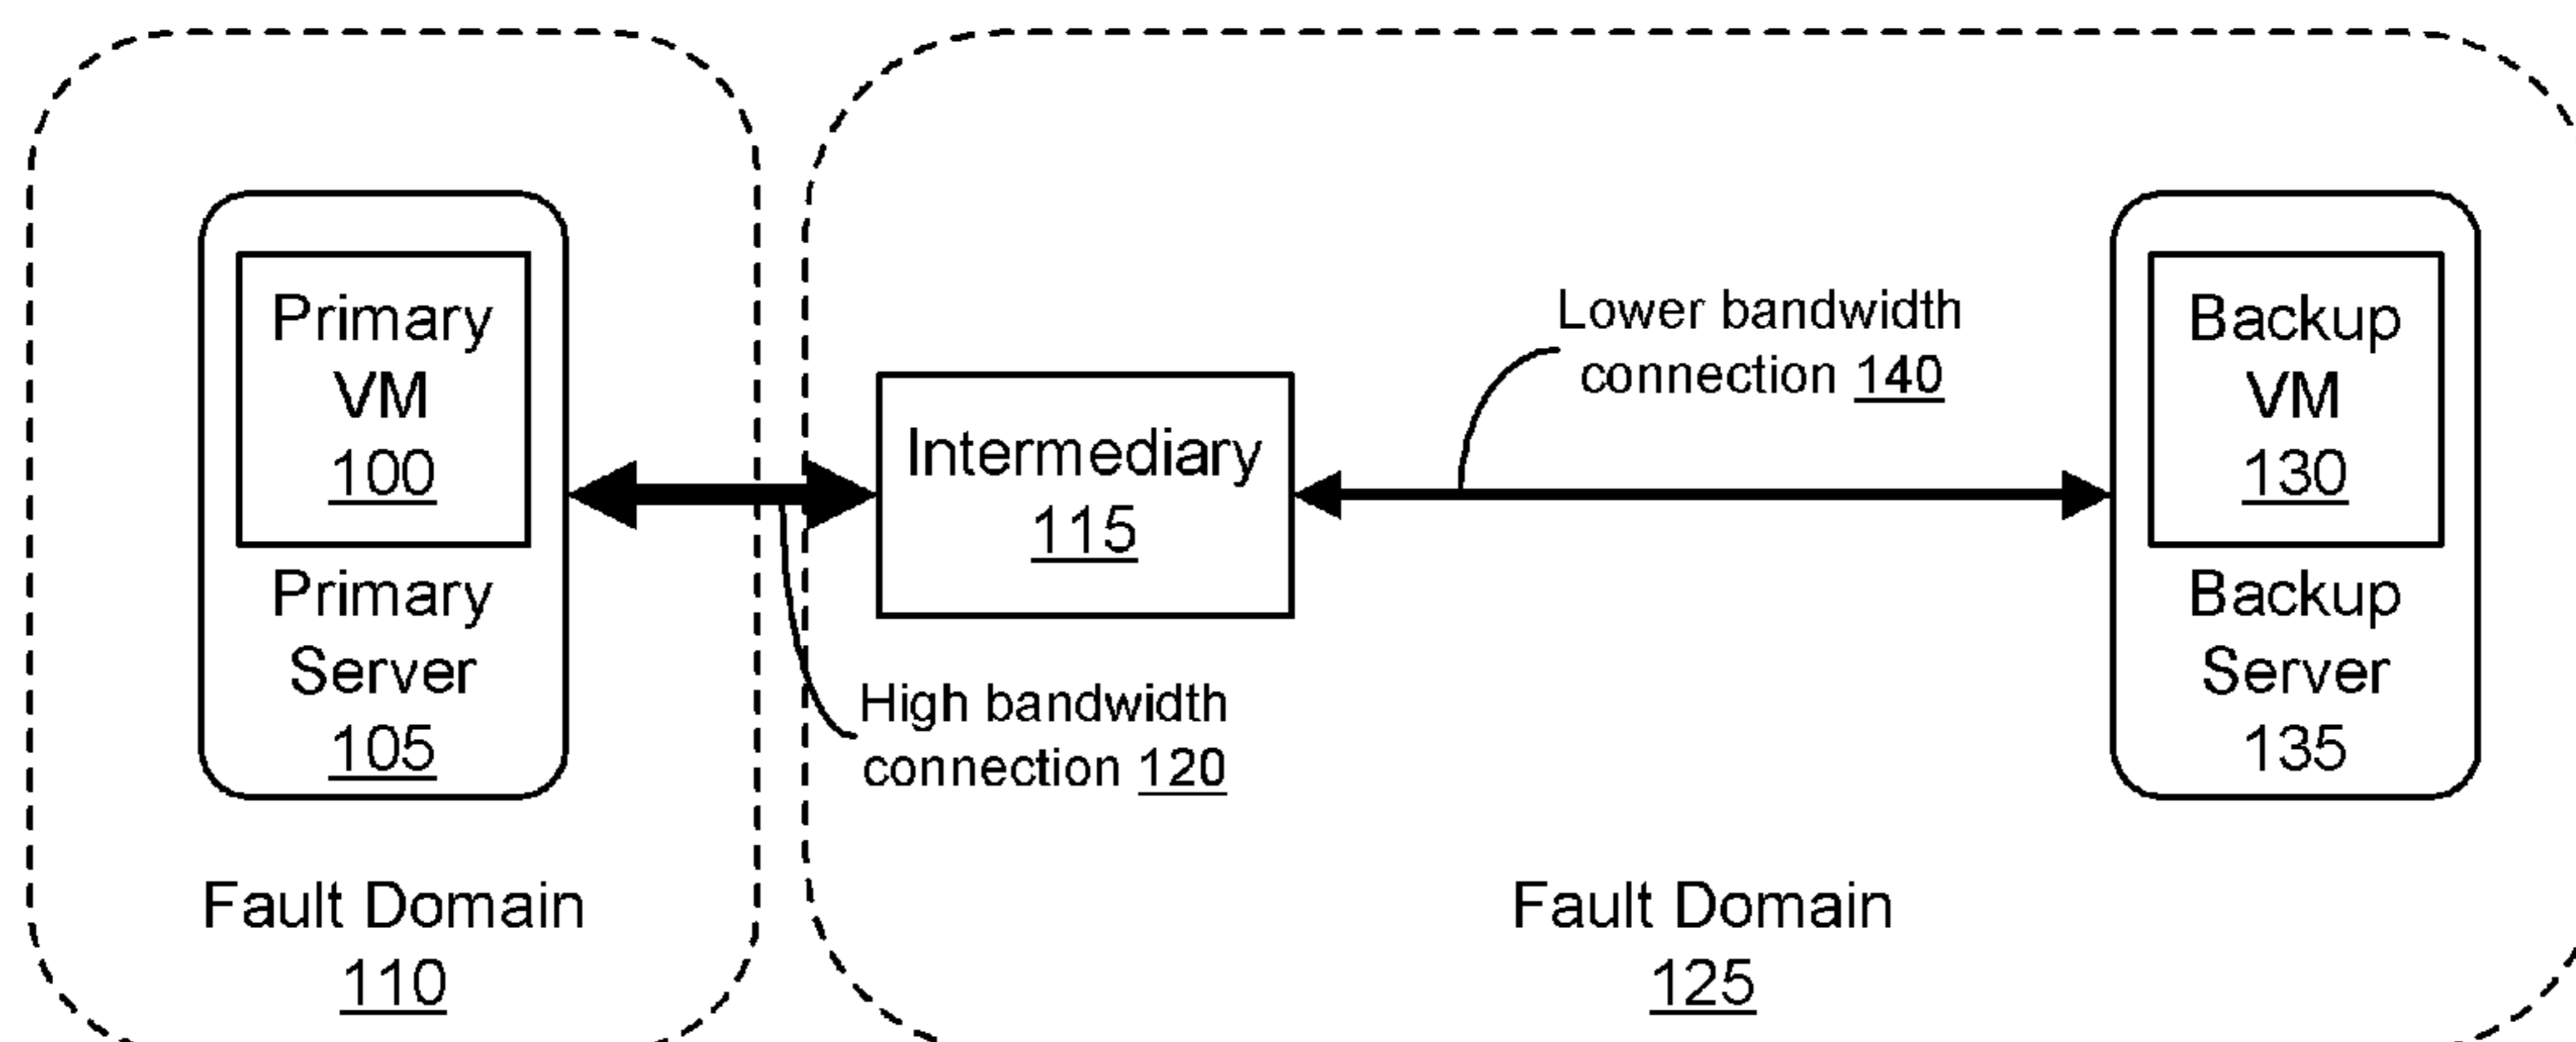 Primary
VM
100
Primary
Server
105
Fault Domain
110
Intermediary
115
High bandwidth
connection 120
Lower bandwidth
connection 140
Backup
VM
130
Backup
Server
135
Fault Domain
125